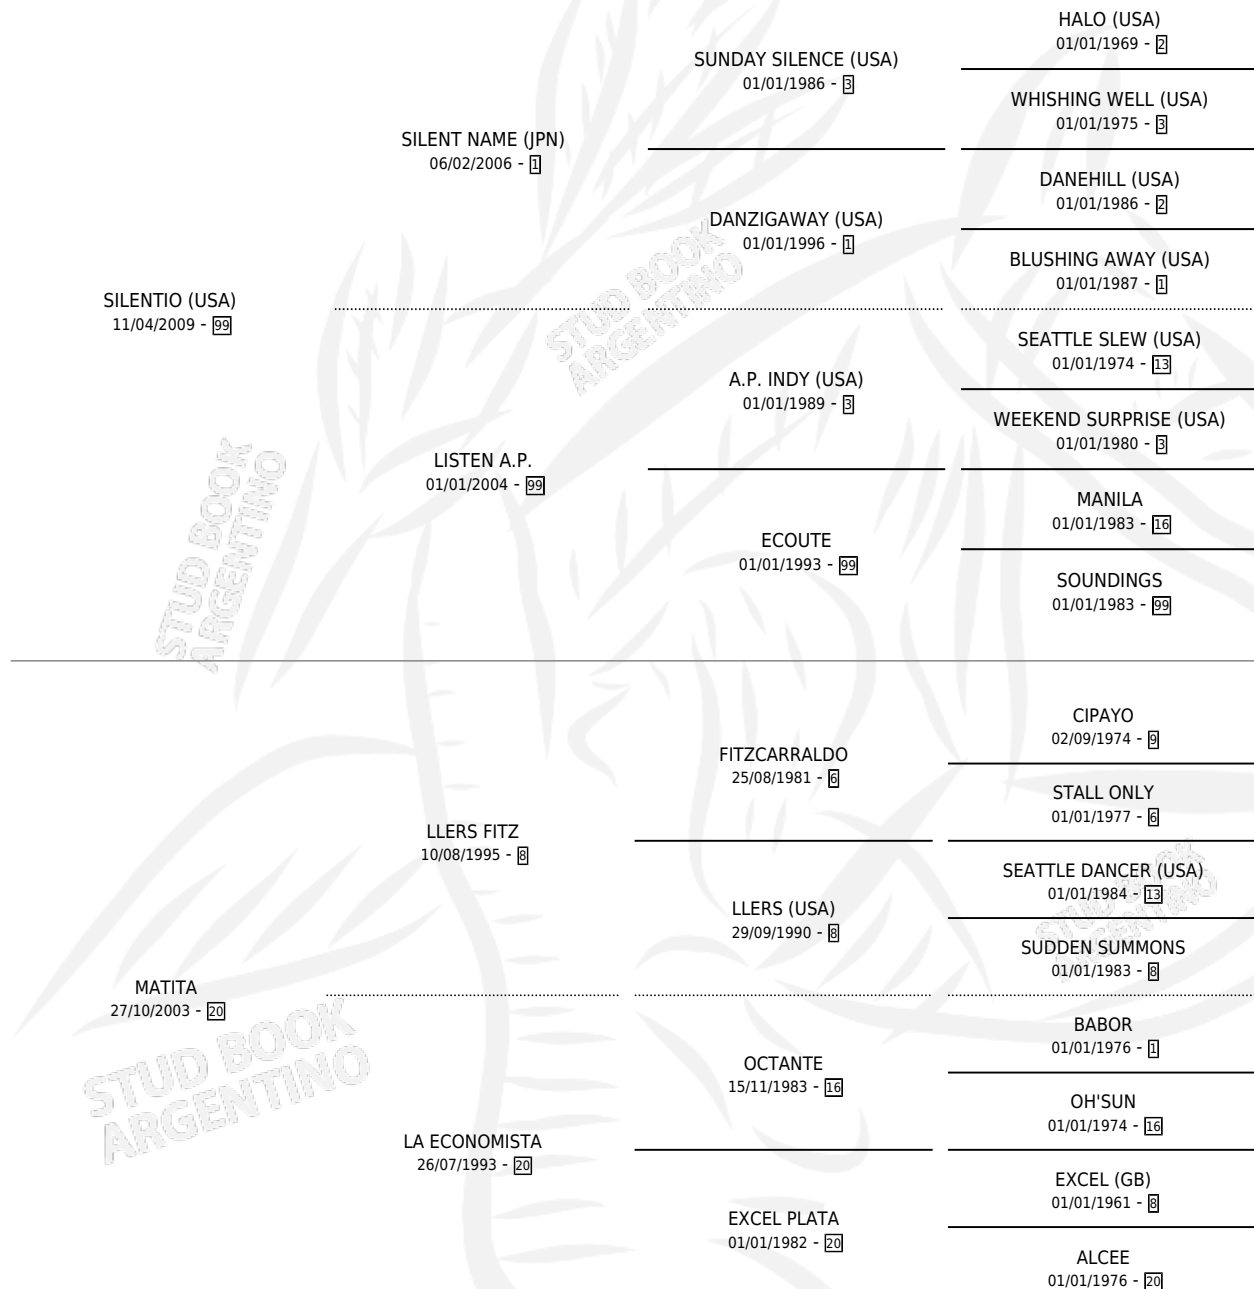 HALO (USA)
01/01/1969 - 2
SUNDAY SILENCE (USA)
01/01/1986 - 3
WHISHING WELL (USA)
01/01/1975 - 3
SILENT NAME (JPN)
06/02/2006 - 1
DANEHILL (USA)
01/01/1986 - 2
DANZIGAWAY (USA)
01/01/1996 - 1
BLUSHING AWAY (USA)
01/01/1987 - 1
SILENTIO (USA)
11/04/2009 - 99
SEATTLE SLEW (USA)
01/01/1974 - 13
A.P. INDY (USA)
01/01/1989 - 3
WEEKEND SURPRISE (USA)
01/01/1980 - 3
LISTEN A.P.
01/01/2004 - 99
MANILA
01/01/1983 - 16
ECOUTE
01/01/1993 - 99
SOUNDINGS
01/01/1983 - 99
CIPAYO
02/09/1974 - 9
FITZCARRALDO
25/08/1981 - 6
STALL ONLY
01/01/1977 - 6
LLERS FITZ
10/08/1995 - 8
SEATTLE DANCER (USA)
01/01/1984 - 13
LLERS (USA)
29/09/1990 - 8
SUDDEN SUMMONS
01/01/1983 - 8
MATITA
27/10/2003 - 20
BABOR
01/01/1976 - 1
OCTANTE
15/11/1983 - 16
OH'SUN
01/01/1974 - 16
LA ECONOMISTA
26/07/1993 - 20
EXCEL (GB)
01/01/1961 - 8
EXCEL PLATA
01/01/1982 - 20
ALCEE
01/01/1976 - 20
STUD BOOK
ARGENTINO
STUD BOOK
ARGENTINO
STUD BOOK
ARGENTINO
STUD BOOK
ARGENTINO